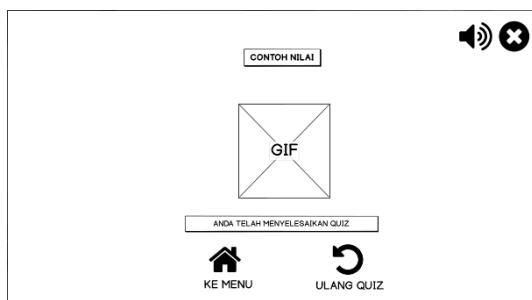 CONTOH NILAI
GIF
ANDA TELAH MENYELESAIKAN QUIZ
KE MENU
ULANG QUIZ